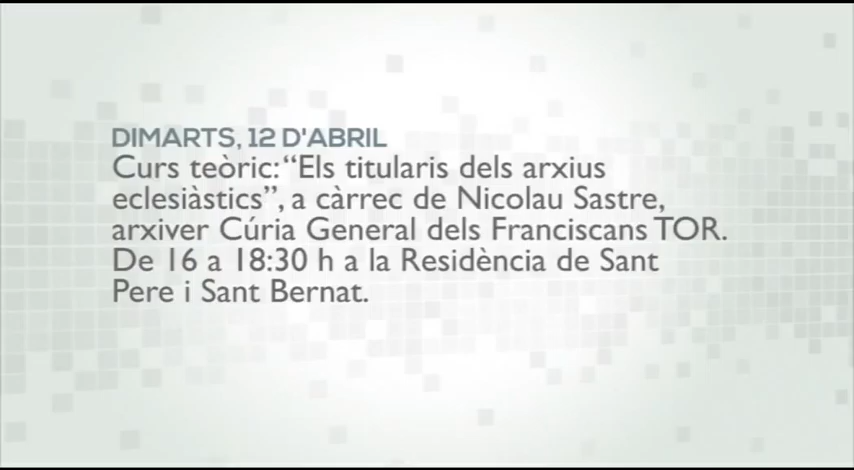 DIMARTS, 12 D'ABRIL
Curs teòric: “Els titularis dels arxius
eclesiàstics”, a càrrec de Nicolau Sastre,
arxiver Cúria General dels Franciscans TOR.
De 16 a 18:30 h a la Residència de Sant
Pere i Sant Bernat.